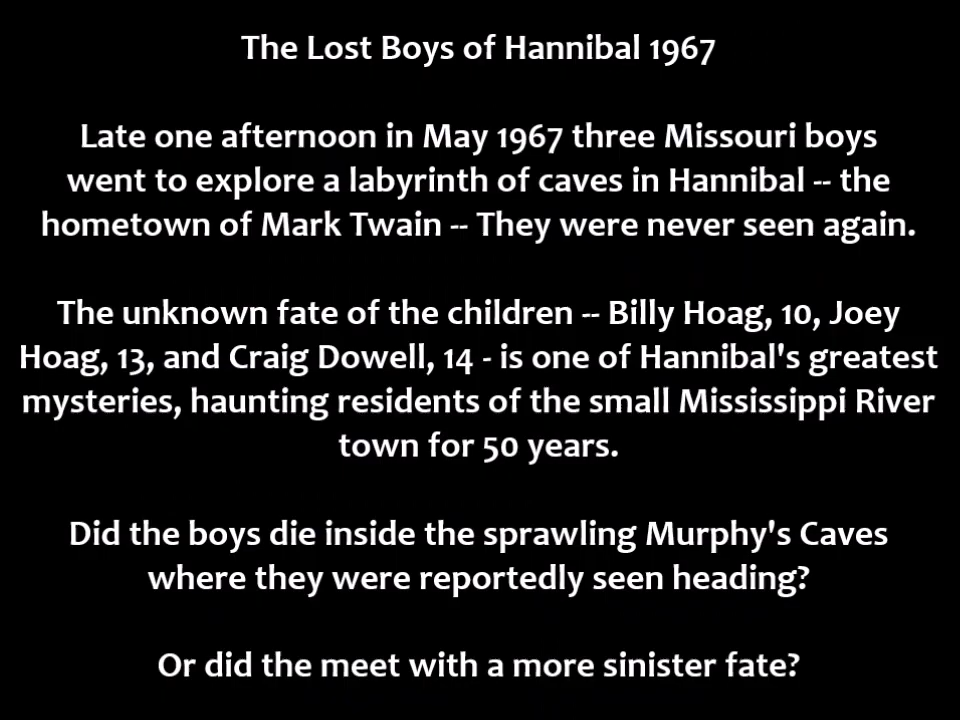 The Lost Boys of Hannibal 1967
Late one afternoon in May 1967 three Missouri boys
went to explore a labyrinth of caves in Hannibal -- the
hometown of Mark Twain -- They were never seen again.
The unknown fate of the children -- Billy Hoag, 10, Joey
Hoag, 13, and Craig Dowell, 14 - is one of Hannibal's greatest
mysteries, haunting residents of the small Mississippi River
town for 50 years.
Did the boys die inside the sprawling Murphy's Caves
where they were reportedly seen heading?
Or did the meet with a more sinister fate?